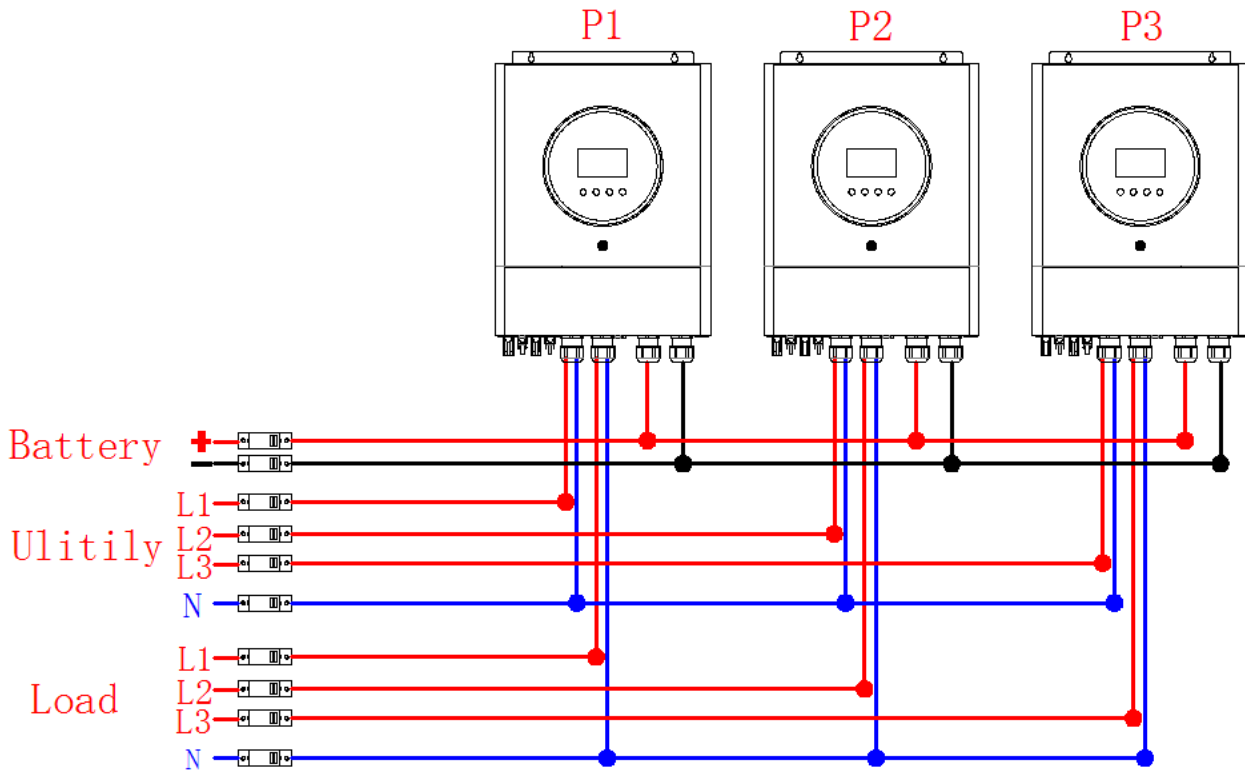 P1 P2 P3
Battery + −
L1
Ulitily L2
L3
N
L1
Load L2
L3
N